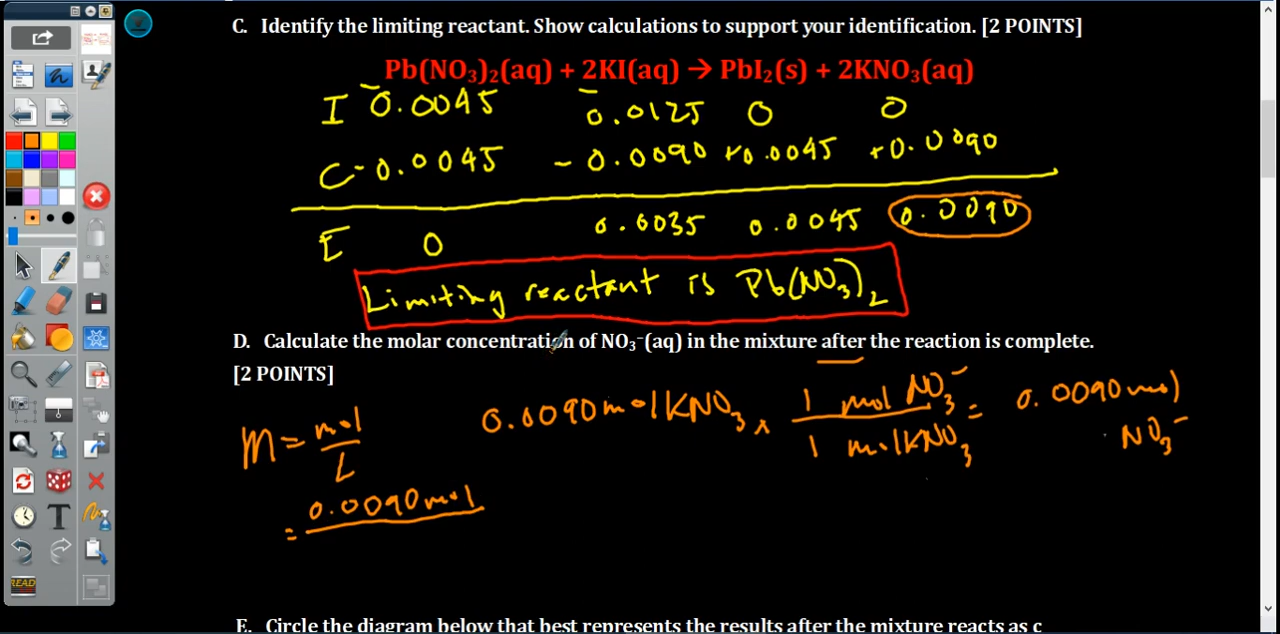 C. Identify the limiting reactant. Show calculations to support your identification. [2 POINTS]
Pb(NO₃)₂(aq) + 2KI(aq) → PbI₂(s) + 2KNO₃(aq)
I 0.0045 0.0125 0 0
C -0.0045 - 0.0090 +0.0045 +0.0090
E 0 0.0035 0.0045 0.0090
Limiting reactant is Pb(NO₃)₂
D. Calculate the molar concentration of NO₃⁻(aq) in the mixture after the reaction is complete.
[2 POINTS]
0.0090 mol KNO₃ x 1 mol NO₃⁻ / 1 mol KNO₃ = 0.0090 mol NO₃⁻
M = mol / L
= 0.0090 mol
E. Circle the diagram below that best represents the results after the mixture reacts as c
READ
T